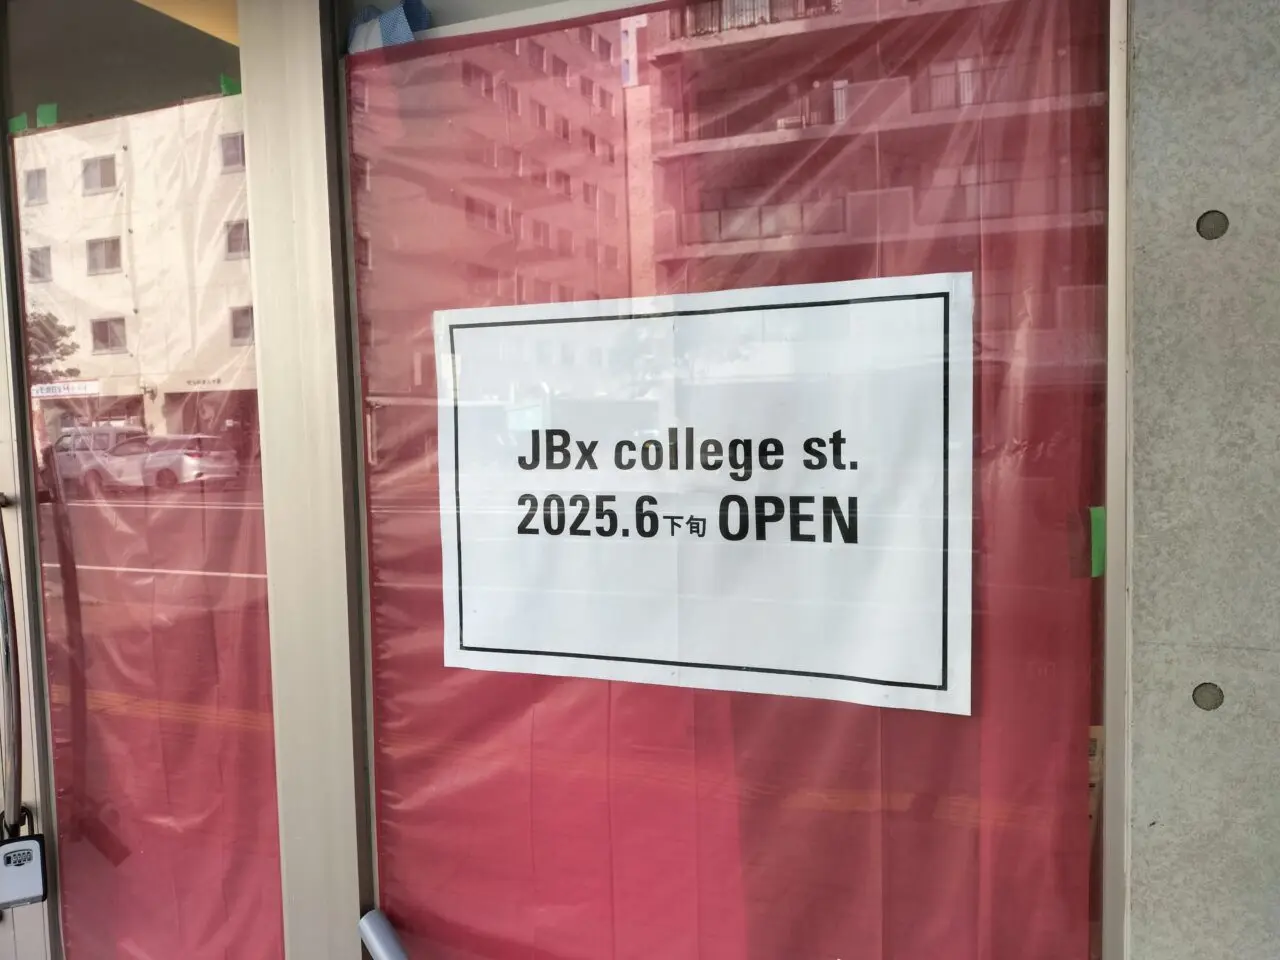 JBx college st.
2025.6下旬 OPEN